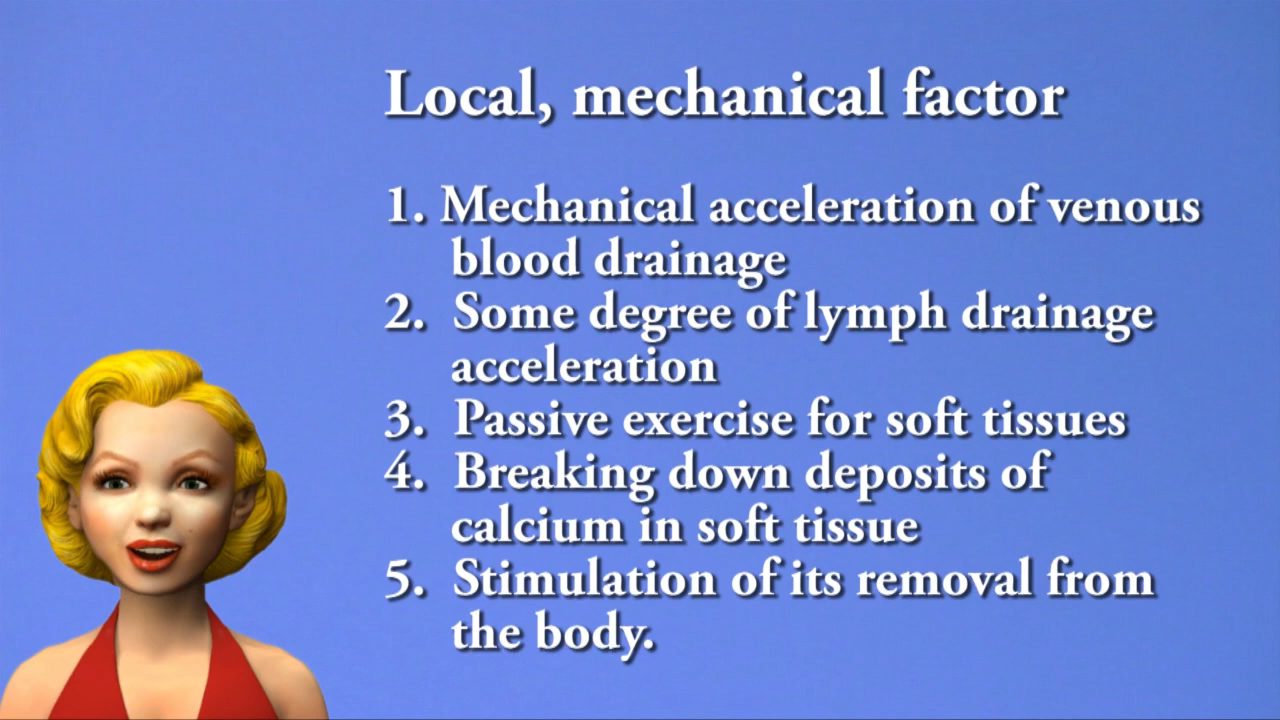 Local, mechanical factor
1. Mechanical acceleration of venous
blood drainage
2. Some degree of lymph drainage
acceleration
3. Passive exercise for soft tissues
4. Breaking down deposits of
calcium in soft tissue
5. Stimulation of its removal from
the body.